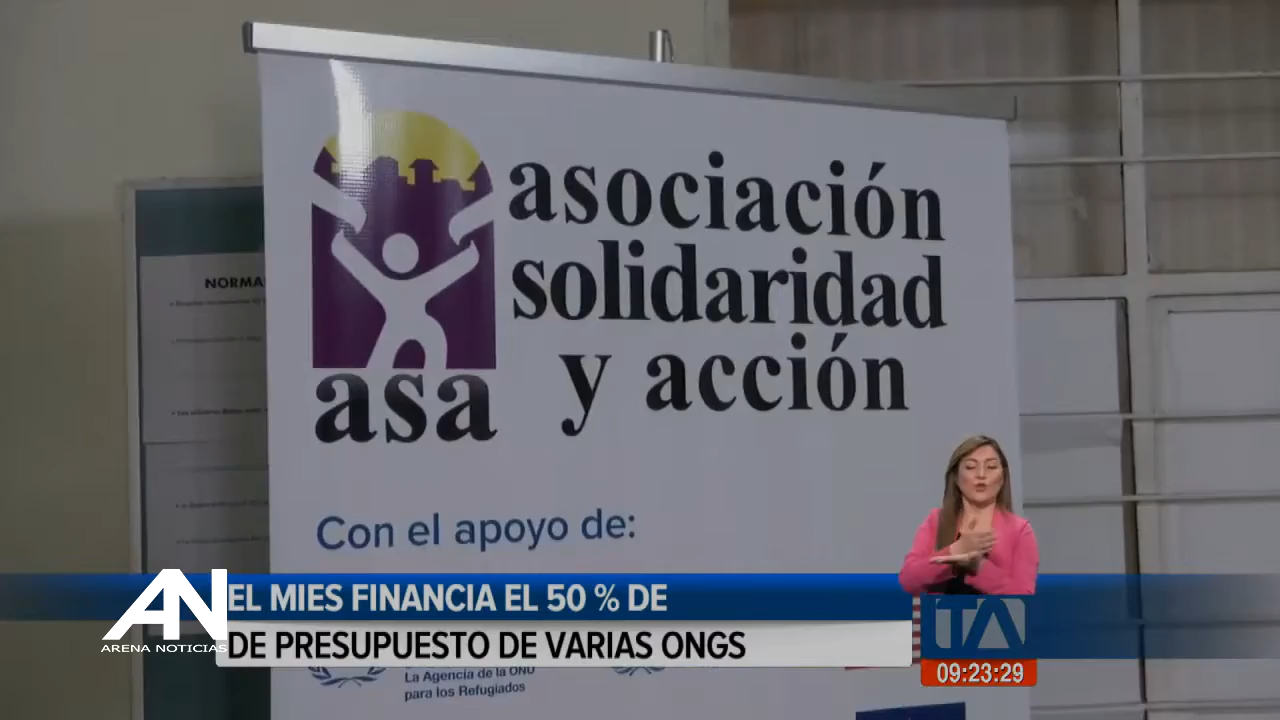 asociación
solidaridad
y acción
asa
NORMA
Con el apoyo de:
EL MIES FINANCIA EL 50 % DE
DE PRESUPUESTO DE VARIAS ONGS
AN
ARENA NOTICIAS
TA
09:23:29
La Agencia de la ONU
para los Refugiados